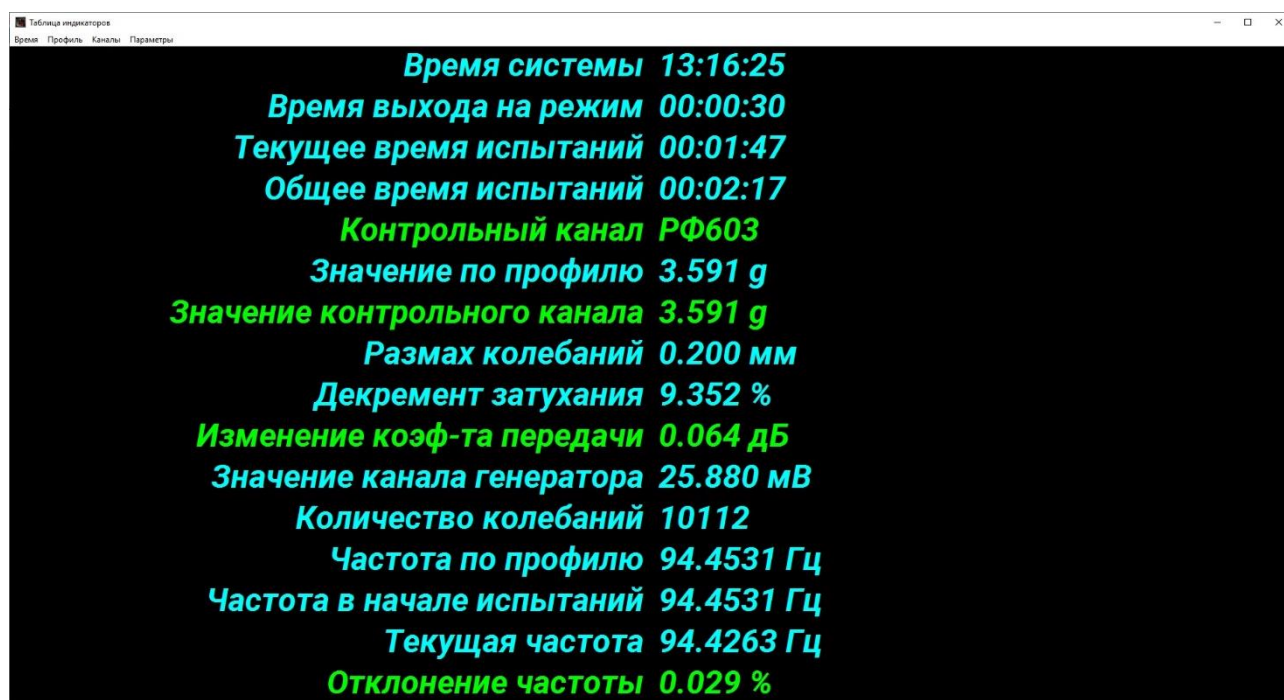 Таблица индикаторов
Время Профиль Каналы Параметры
Время системы 13:16:25
Время выхода на режим 00:00:30
Текущее время испытаний 00:01:47
Общее время испытаний 00:02:17
Контрольный канал РФ603
Значение по профилю 3.591 g
Значение контрольного канала 3.591 g
Размах колебаний 0.200 мм
Декремент затухания 9.352 %
Изменение коэф-та передачи 0.064 дБ
Значение канала генератора 25.880 мВ
Количество колебаний 10112
Частота по профилю 94.4531 Гц
Частота в начале испытаний 94.4531 Гц
Текущая частота 94.4263 Гц
Отклонение частоты 0.029 %